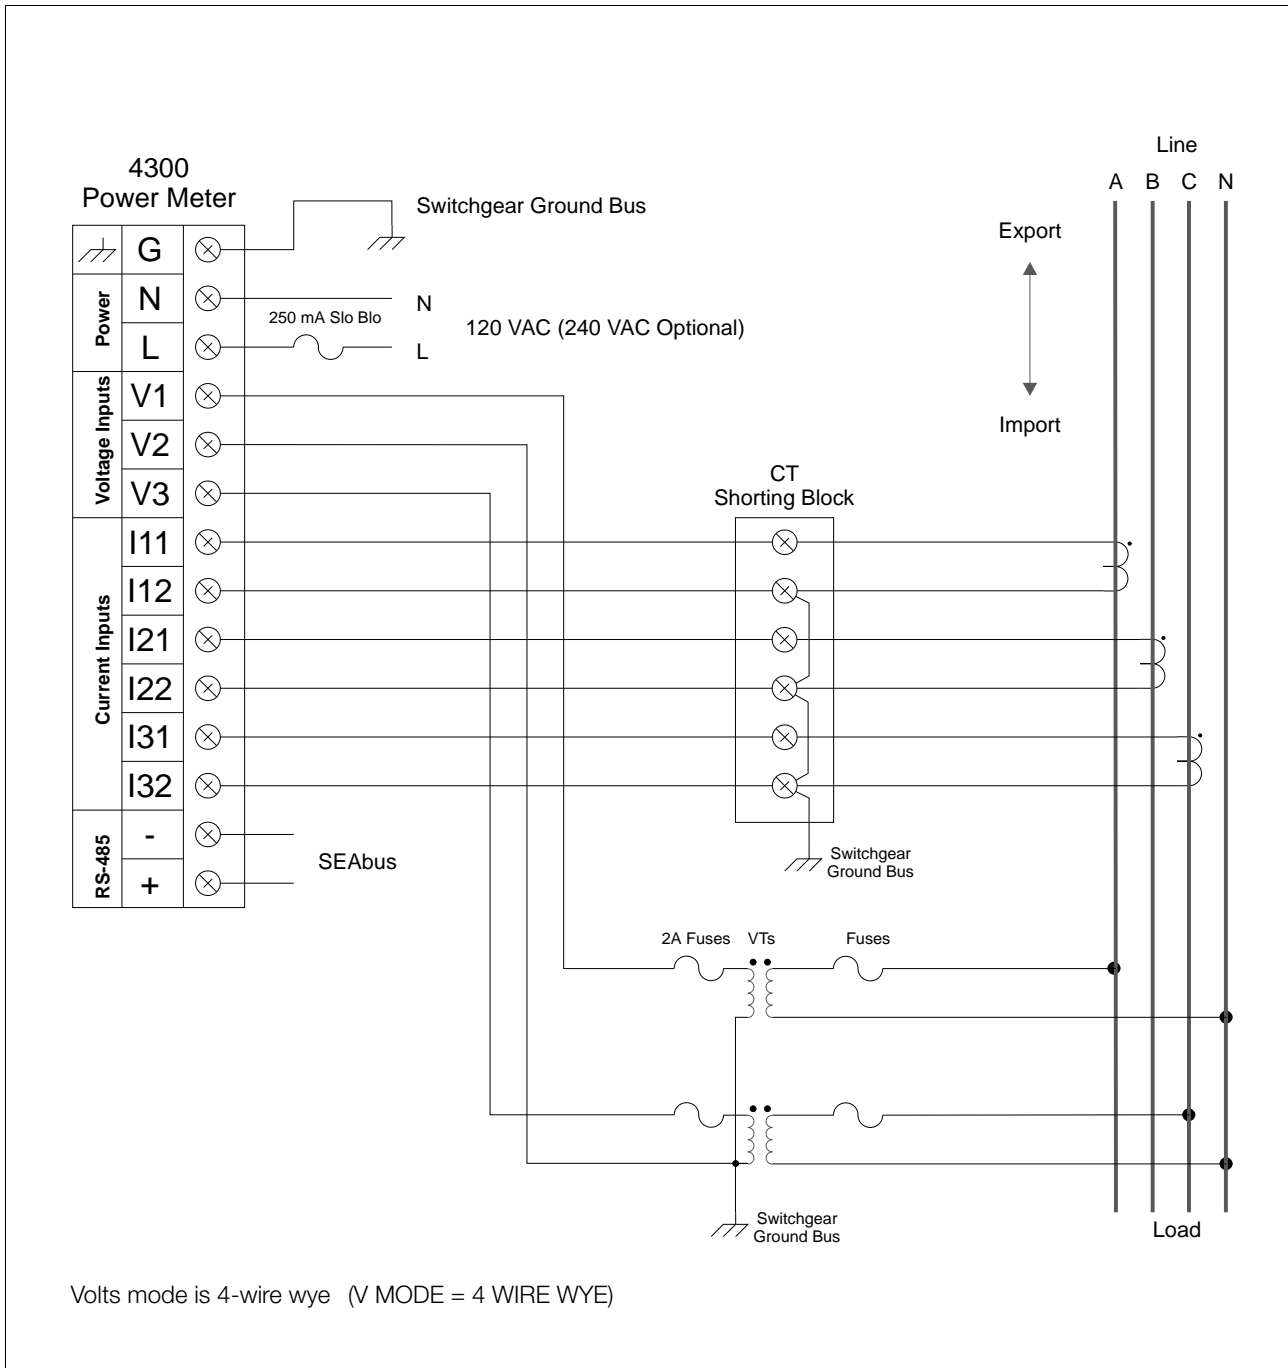 Line
A B C N
4300
Power Meter
Switchgear Ground Bus
Export
G
Power
N
250 mA Slo Blo
N
120 VAC (240 VAC Optional)
L
L
Import
Voltage Inputs
V1
V2
V3
CT
Shorting Block
Current Inputs
I11
I12
I21
I22
I31
I32
RS-485
-
+
SEAbus
Switchgear
Ground Bus
2A Fuses VTs Fuses
Switchgear
Ground Bus
Load
Volts mode is 4-wire wye (V MODE = 4 WIRE WYE)